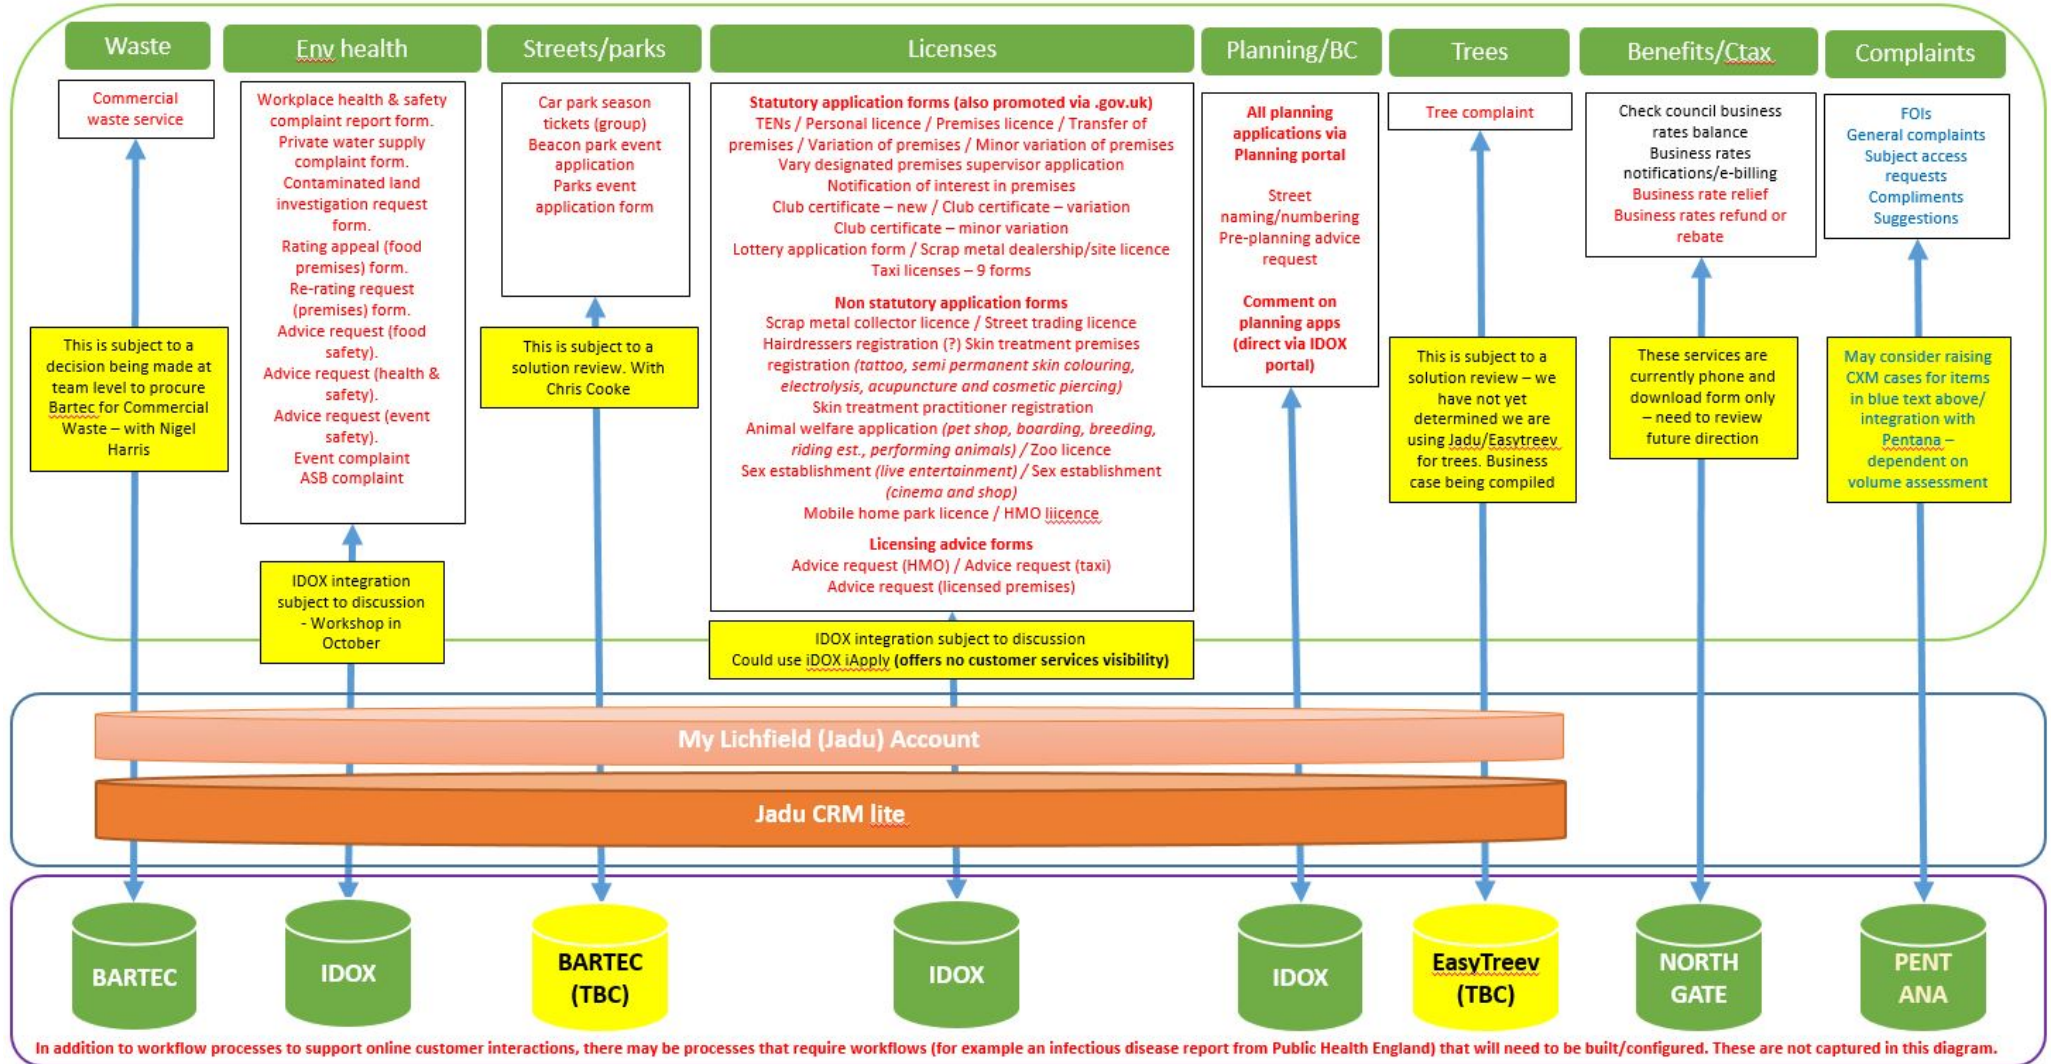 Waste
Env health
Streets/parks
Licenses
Planning/BC
Trees
Benefits/Ctax
Complaints
Commercial
waste service
Workplace health & safety
complaint report form.
Private water supply
complaint form.
Contaminated land
investigation request
form.
Rating appeal (food
premises) form.
Re-rating request
(premises) form.
Advice request (food
safety).
Advice request (health &
safety).
Advice request (event
safety).
Event complaint
ASB complaint
Car park season
tickets (group)
Beacon park event
application
Parks event
application form
Statutory application forms (also promoted via .gov.uk)
TENs / Personal licence / Premises licence / Transfer of
premises / Variation of premises / Minor variation of premises
Vary designated premises supervisor application
Notification of interest in premises
Club certificate – new / Club certificate – variation
Club certificate – minor variation
Lottery application form / Scrap metal dealership/site licence
Taxi licenses – 9 forms
Non statutory application forms
Scrap metal collector licence / Street trading licence
Hairdressers registration (?) Skin treatment premises
registration (tattoo, semi permanent skin colouring,
electrolysis, acupuncture and cosmetic piercing)
Skin treatment practitioner registration
Animal welfare application (pet shop, boarding, breeding,
riding est., performing animals) / Zoo licence
Sex establishment (live entertainment) / Sex establishment
(cinema and shop)
Mobile home park licence / HMO liicence
Licensing advice forms
Advice request (HMO) / Advice request (taxi)
Advice request (licensed premises)
All planning
applications via
Planning portal
Street
naming/numbering
Pre-planning advice
request
Comment on
planning apps
(direct via IDOX
portal)
Tree complaint
Check council business
rates balance
Business rates
notifications/e-billing
Business rate relief
Business rates refund or
rebate
FOIs
General complaints
Subject access
requests
Compliments
Suggestions
This is subject to a
decision being made at
team level to procure
Bartec for Commercial
Waste – with Nigel
Harris
IDOX integration
subject to discussion
- Workshop in
October
This is subject to a
solution review. With
Chris Cooke
IDOX integration subject to discussion
Could use iDOX iApply (offers no customer services visibility)
This is subject to a
solution review – we
have not yet
determined we are
using Jadu/Easytreev
for trees. Business
case being compiled
These services are
currently phone and
download form only
– need to review
future direction
May consider raising
CXM cases for items
in blue text above/
integration with
Pentana –
dependent on
volume assessment
My Lichfield (Jadu) Account
Jadu CRM lite
BARTEC
IDOX
BARTEC
(TBC)
IDOX
IDOX
EasyTreev
(TBC)
NORTH
GATE
PENT
ANA
In addition to workflow processes to support online customer interactions, there may be processes that require workflows (for example an infectious disease report from Public Health England) that will need to be built/configured. These are not captured in this diagram.